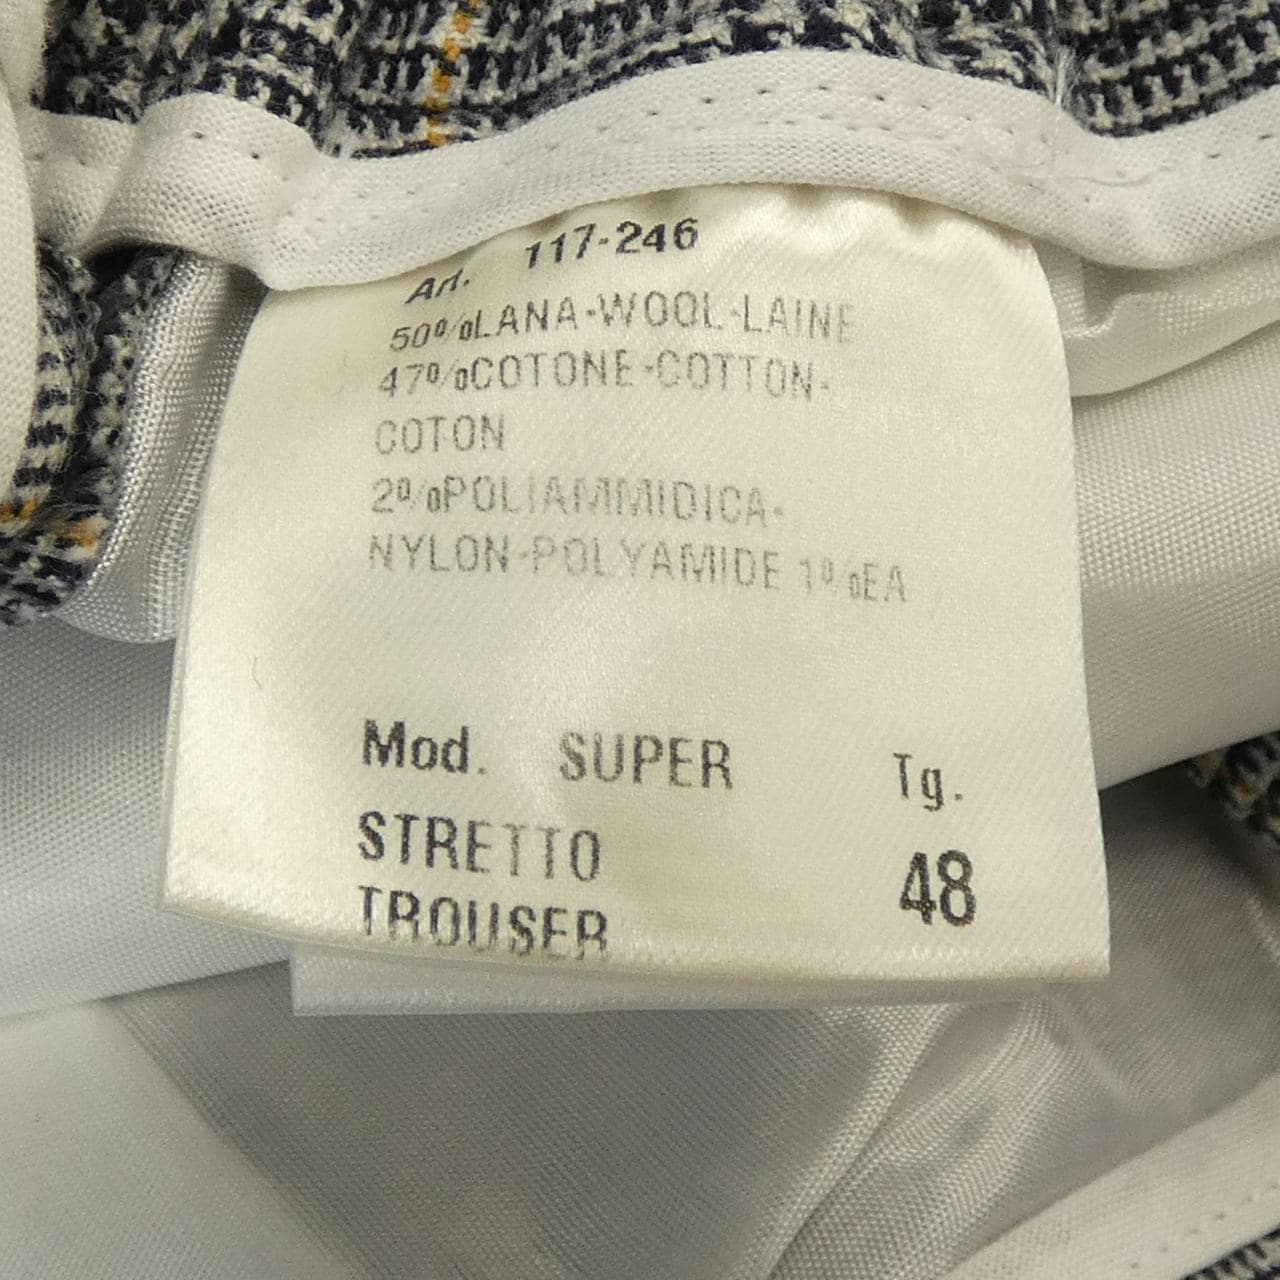 Art. 117-246
50%LANA-WOOL-LAINE
47%COTONE-COTTON-
COTON
2%POLIAMMIDICA-
NYLON-POLYAMIDE 1%EA
Mod. SUPER Tg.
STRETTO 48
TROUSER